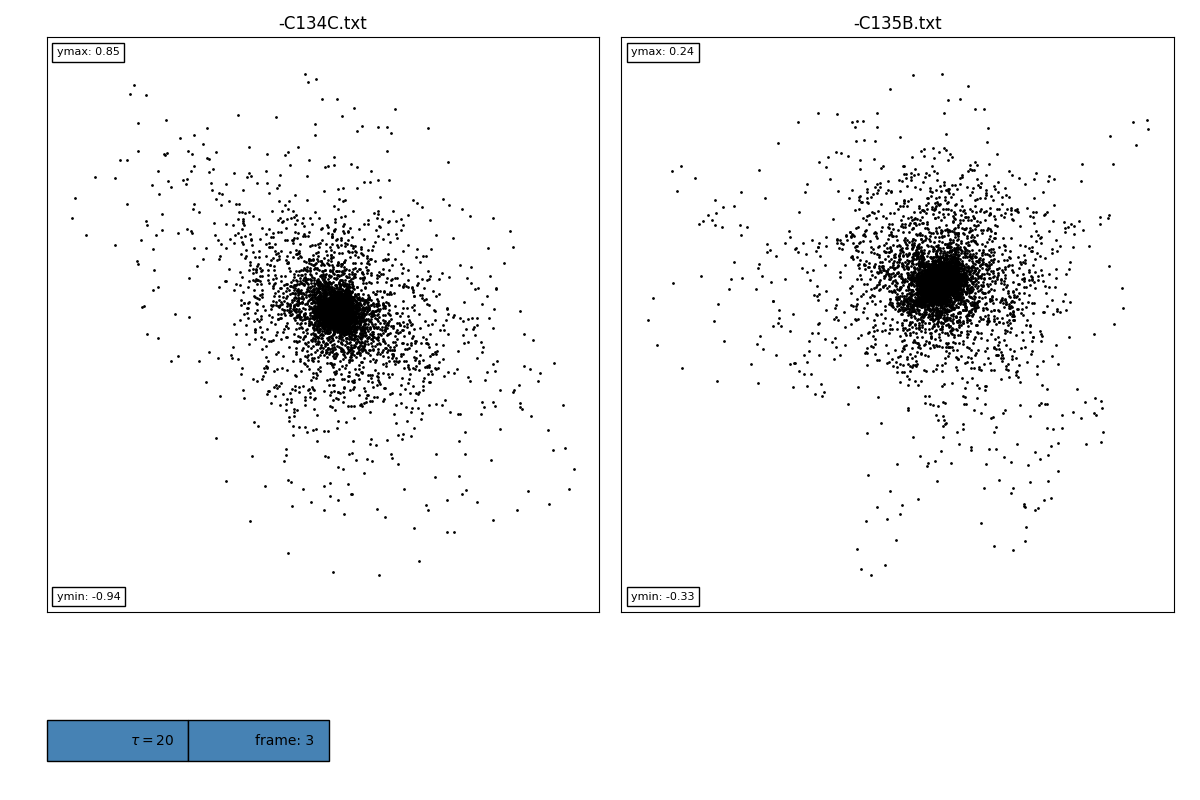 -C134C.txt
-C135B.txt
ymax: 0.85
ymax: 0.24
ymin: -0.94
ymin: -0.33
τ = 20
frame: 3